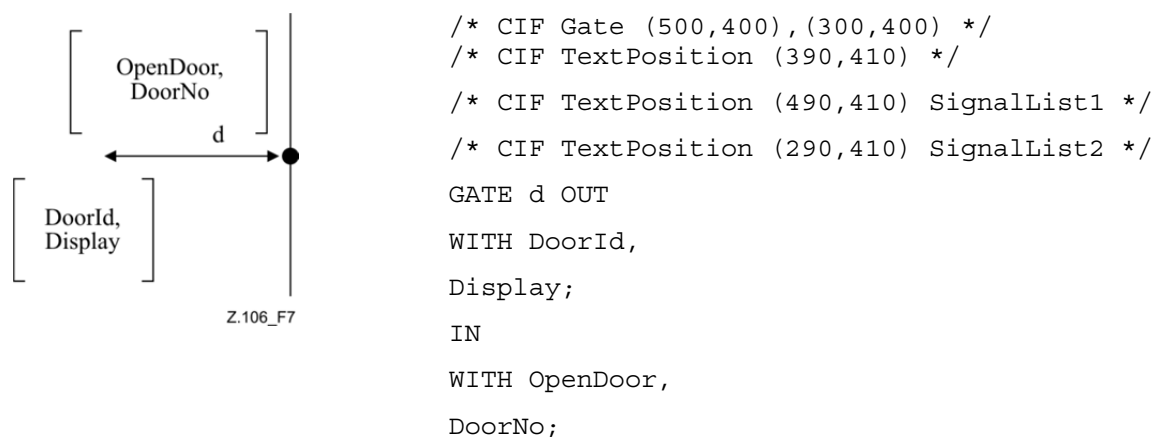 OpenDoor,
DoorNo
d
DoorId,
Display
Z.106_F7
/* CIF Gate (500,400),(300,400) */
/* CIF TextPosition (390,410) */
/* CIF TextPosition (490,410) SignalList1 */
/* CIF TextPosition (290,410) SignalList2 */
GATE d OUT
WITH DoorId,
Display;
IN
WITH OpenDoor,
DoorNo;